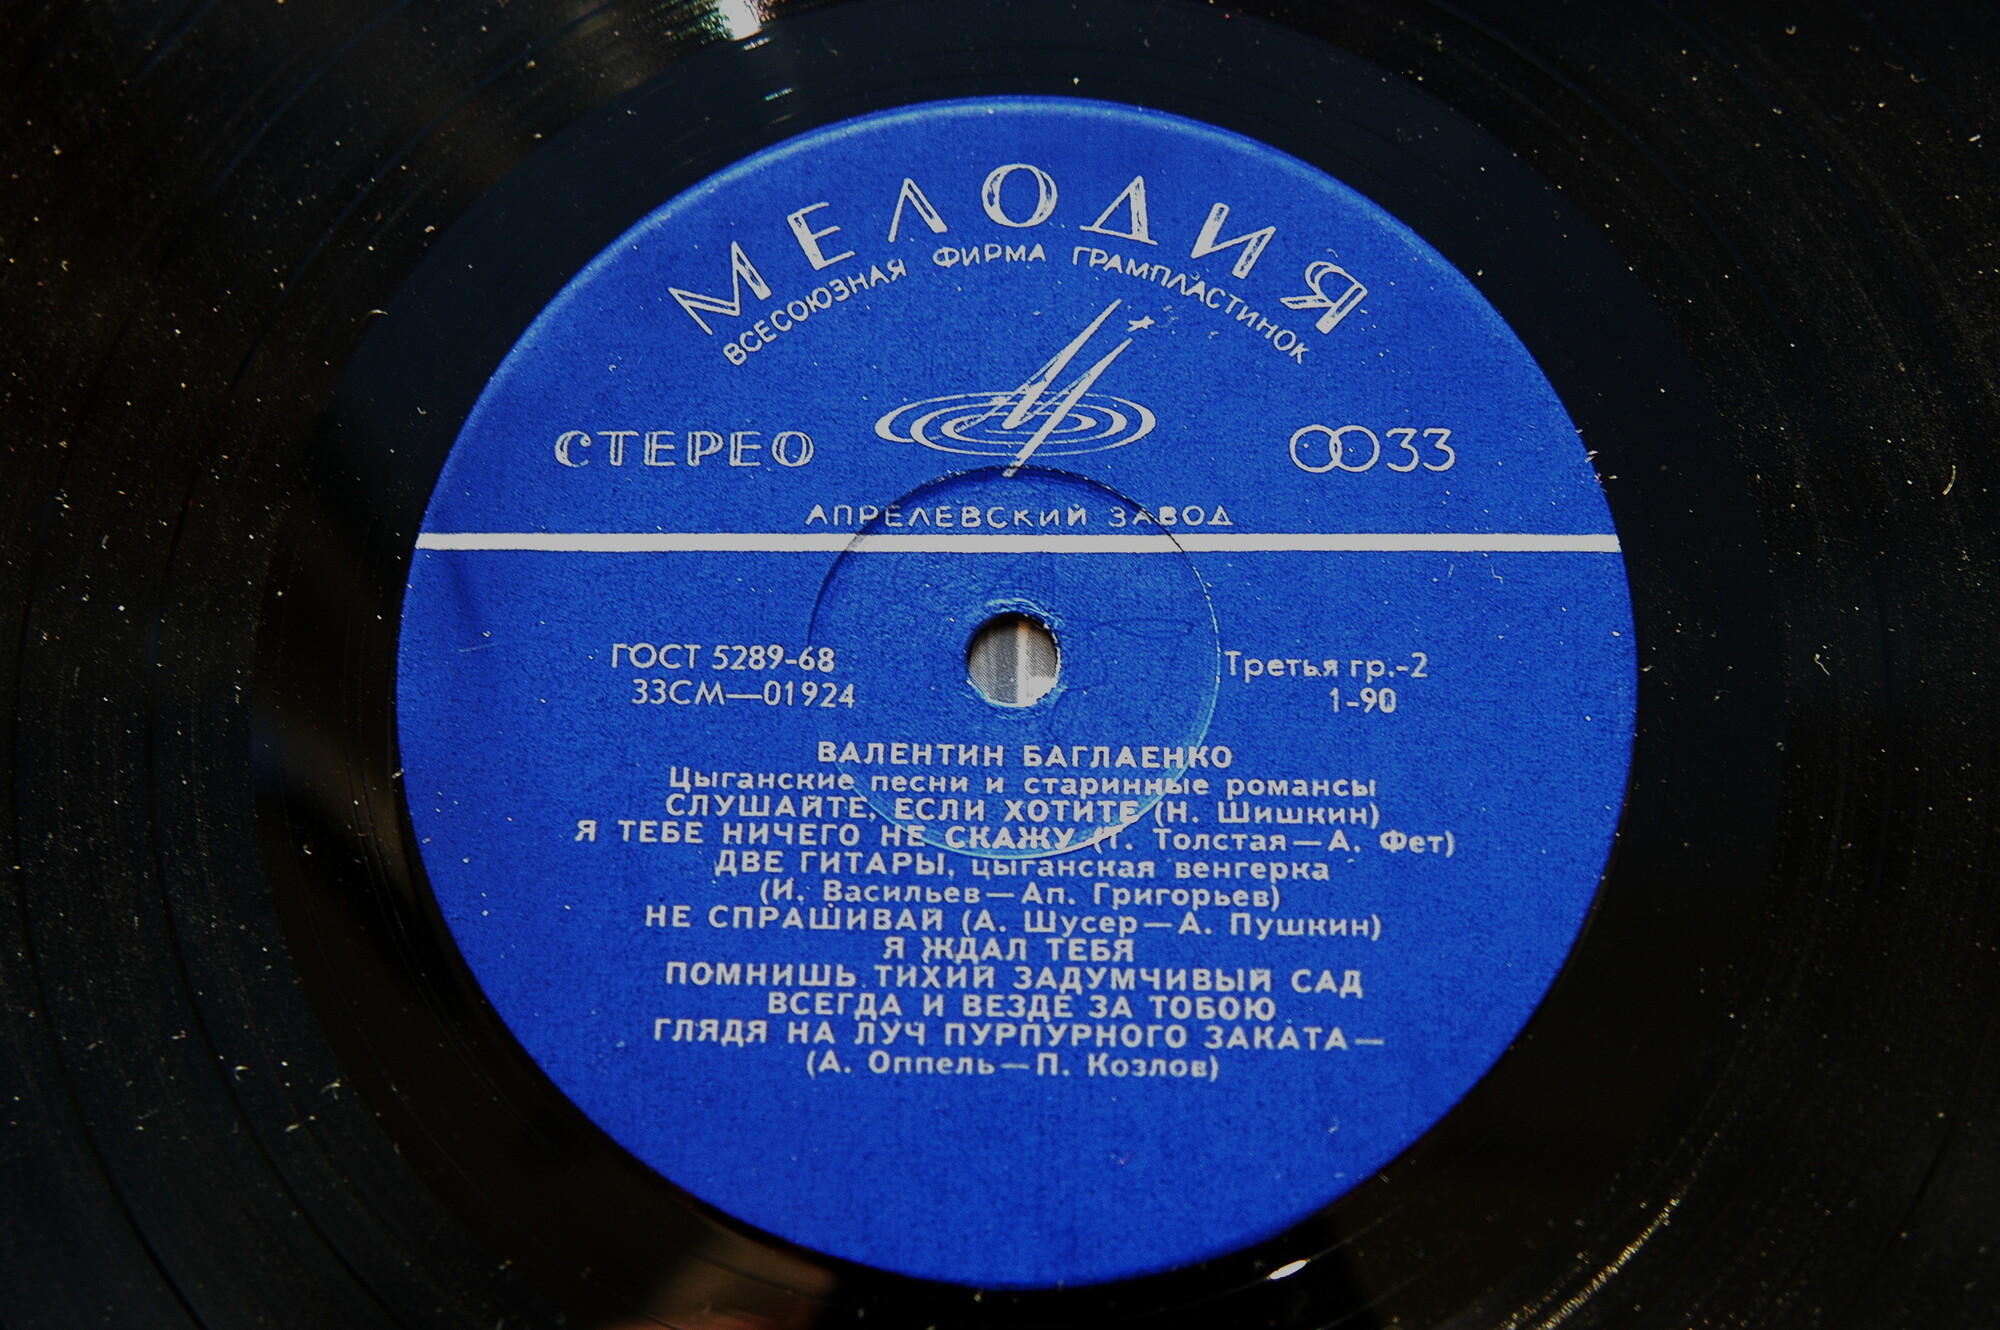 МЕЛОДИЯ
ВСЕСОЮЗНАЯ ФИРМА ГРАМПЛАСТИНОК
СТЕРЕО
33
АПРЕЛЕВСКИЙ ЗАВОД
ГОСТ 5289-68
Третья гр.-2
33СМ—01924
1-90
ВАЛЕНТИН БАГЛАЕНКО
Цыганские песни и старинные романсы
СЛУШАЙТЕ, ЕСЛИ ХОТИТЕ (Н. Шишкин)
Я ТЕБЕ НИЧЕГО НЕ СКАЖУ (Т. Толстая—А. Фет)
ДВЕ ГИТАРЫ, цыганская венгерка
(И. Васильев—Ап. Григорьев)
НЕ СПРАШИВАЙ (А. Шусер—А. Пушкин)
Я ЖДАЛ ТЕБЯ
ПОМНИШЬ ТИХИЙ ЗАДУМЧИВЫЙ САД
ВСЕГДА И ВЕЗДЕ ЗА ТОБОЮ
ГЛЯДЯ НА ЛУЧ ПУРПУРНОГО ЗАКАТА—
(А. Оппель—П. Козлов)